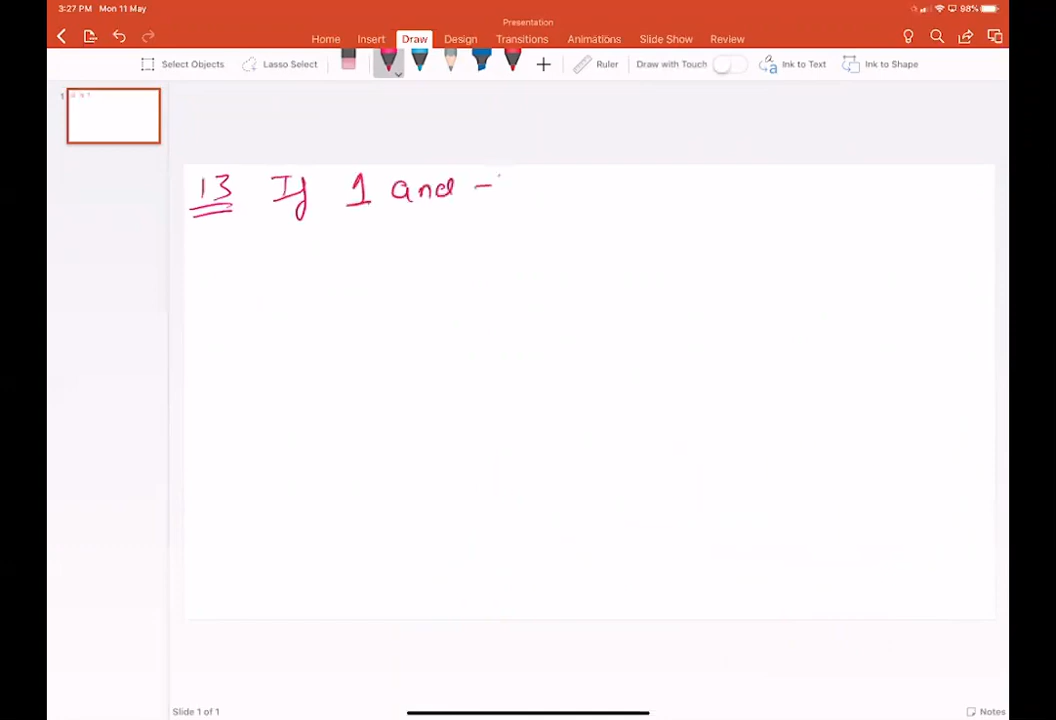 3:27 PM Mon 11 May
98%
Presentation
Home Insert Draw Design Transitions Animations Slide Show Review
Select Objects Lasso Select Ruler Draw with Touch Ink to Text Ink to Shape
1
13 If 1 and -
Slide 1 of 1
Notes